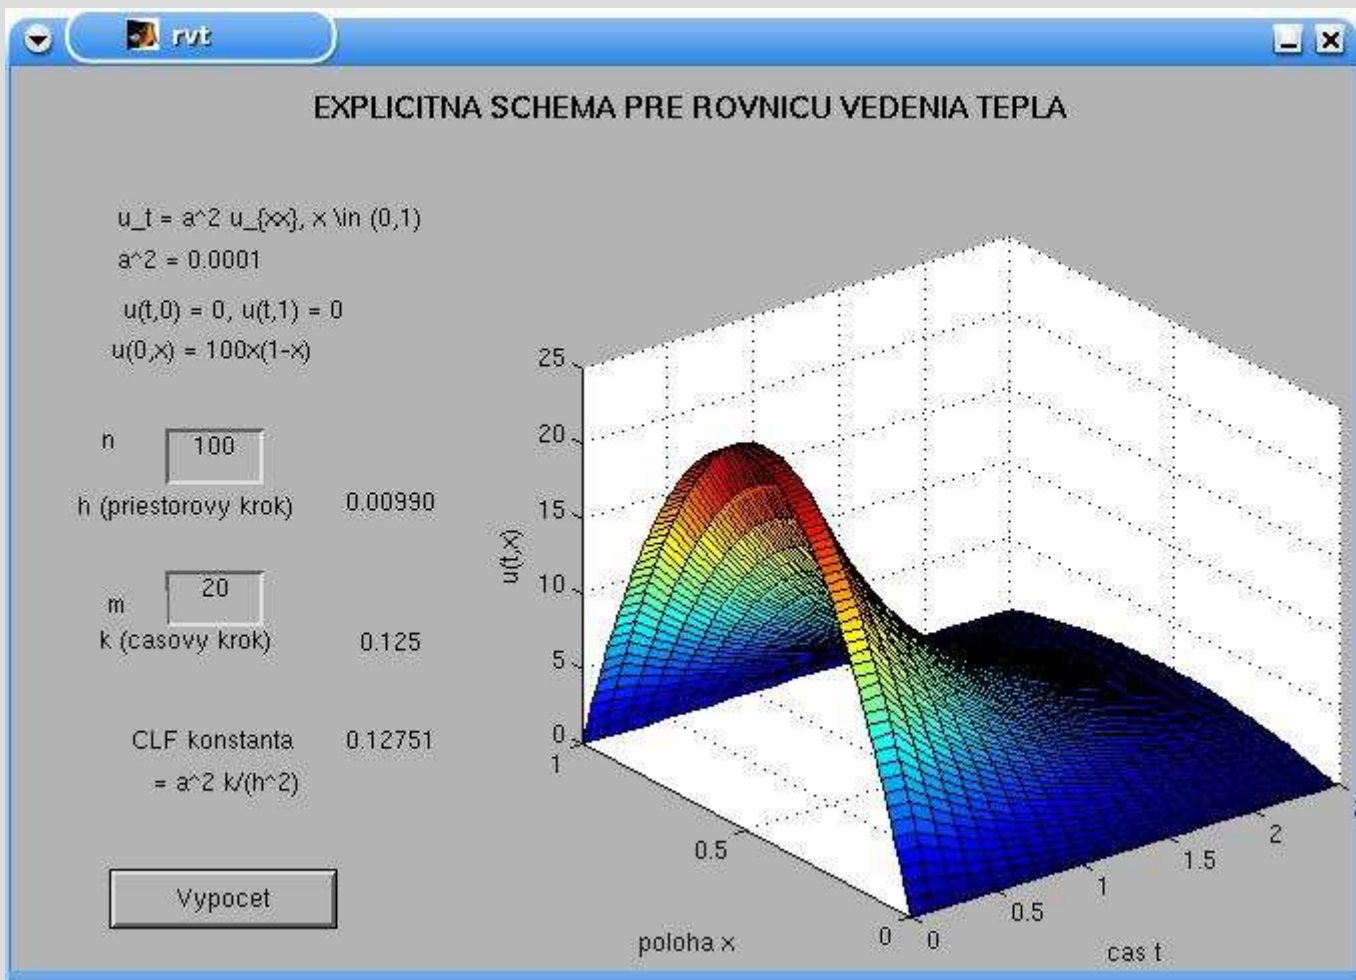 rvt
EXPLICITNA SCHEMA PRE ROVNICU VEDENIA TEPLA
u_t = a^2 u_{xx}, x \in (0,1)
a^2 = 0.0001
u(t,0) = 0, u(t,1) = 0
u(0,x) = 100x(1-x)
n
100
h (priestorovy krok)
0.00990
m
20
k (casovy krok)
0.125
CLF konstanta
0.12751
= a^2 k/(h^2)
Vypocet
25
20
15
10
5
0
u(t,x)
1
0.5
0
poloha x
0
0.5
1
1.5
2
cas t